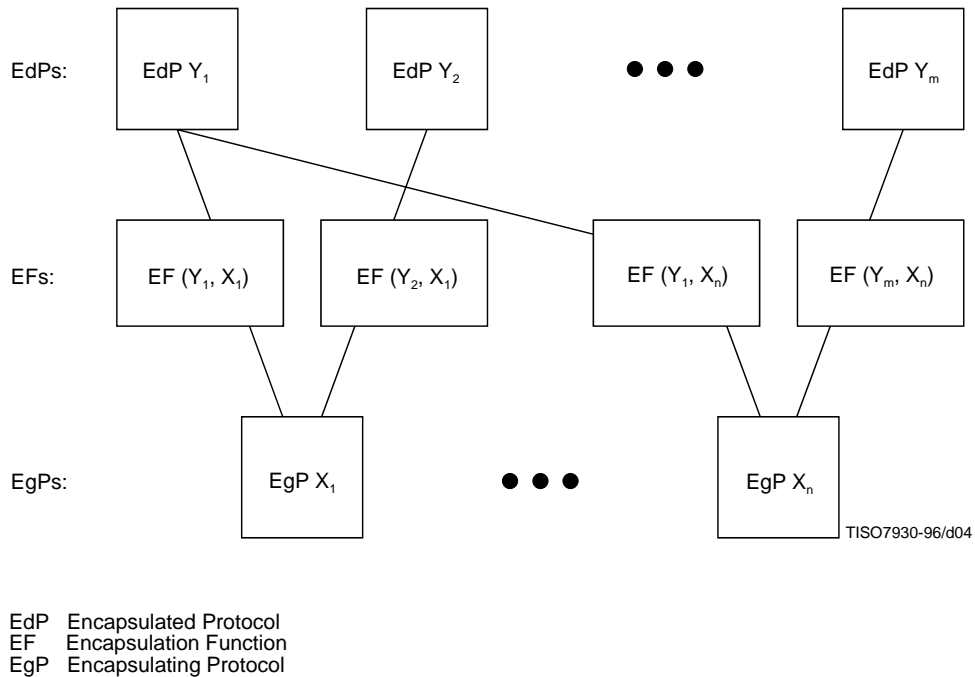 EdPs: EdP Y₁ EdP Y₂ EdP Yₘ
EFs: EF (Y₁, X₁) EF (Y₂, X₁) EF (Y₁, Xₙ) EF (Yₘ, Xₙ)
EgPs: EgP X₁ EgP Xₙ
TISO7930-96/d04
EdP Encapsulated Protocol
EF Encapsulation Function
EgP Encapsulating Protocol